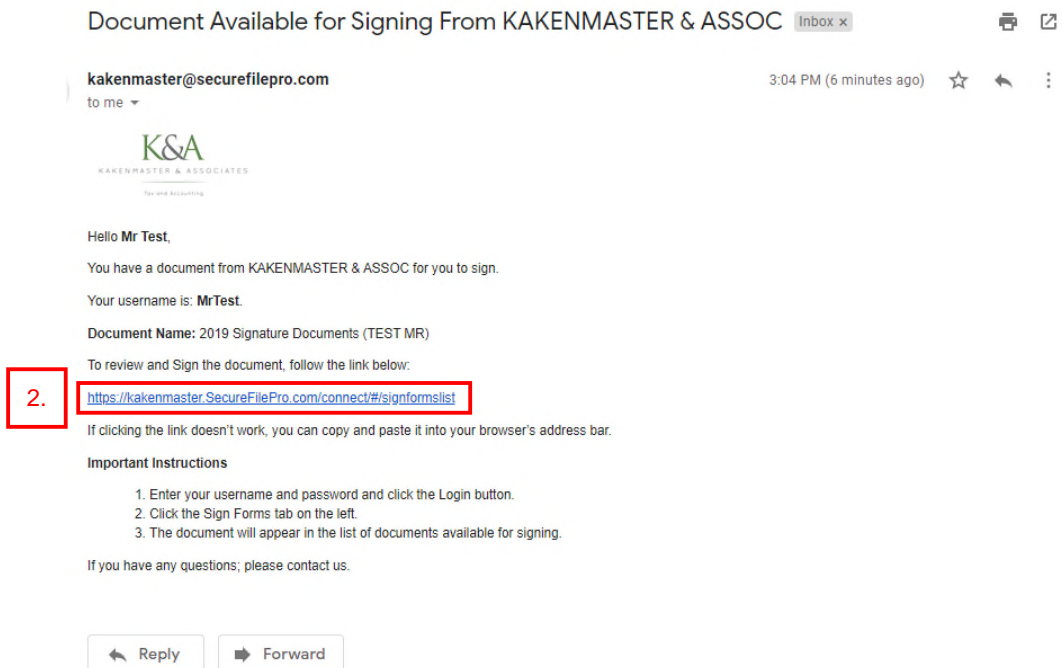 Document Available for Signing From KAKENMASTER & ASSOC Inbox x
kakenmaster@securefilepro.com 3:04 PM (6 minutes ago)
to me
K&A
KAKENMASTER & ASSOCIATES
Tax and Accounting
Hello Mr Test,
You have a document from KAKENMASTER & ASSOC for you to sign.
Your username is: MrTest.
Document Name: 2019 Signature Documents (TEST MR)
To review and Sign the document, follow the link below:
2. https://kakenmaster.SecureFilePro.com/connect/#/signformslist
If clicking the link doesn't work, you can copy and paste it into your browser's address bar.
Important Instructions
1. Enter your username and password and click the Login button.
2. Click the Sign Forms tab on the left.
3. The document will appear in the list of documents available for signing.
If you have any questions; please contact us.
Reply Forward